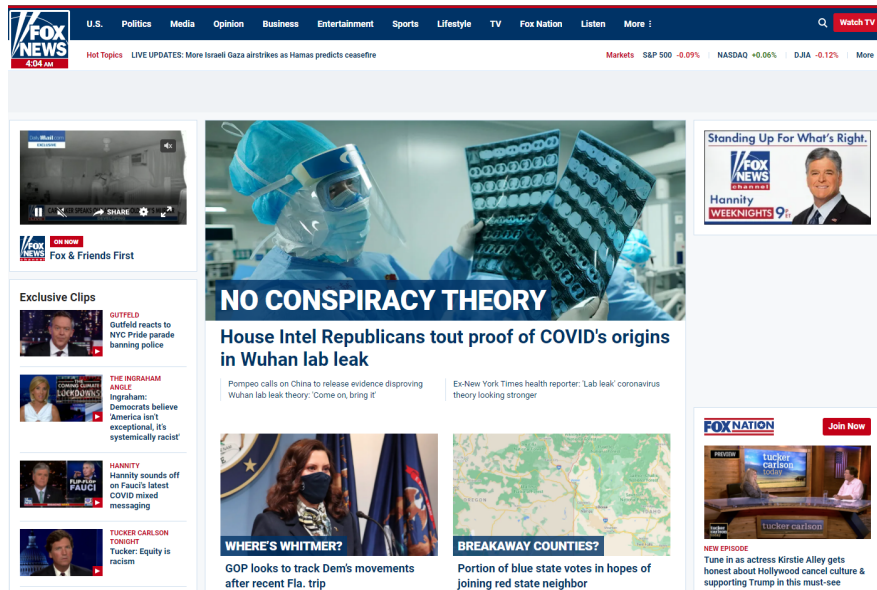 FOX
NEWS
4:04 AM
U.S. Politics Media Opinion Business Entertainment Sports Lifestyle TV Fox Nation Listen More Watch TV
Hot Topics LIVE UPDATES: More Israeli Gaza airstrikes as Hamas predicts ceasefire
Markets S&P 500 -0.09% NASDAQ +0.06% DJIA -0.12% More
EXCLUSIVE
SHARE
FOX
NEWS
ON NOW
Fox & Friends First
Exclusive Clips
GUTFELD
Gutfeld reacts to
NYC Pride parade
banning police
THE COMING CLIMATE
LOCKDOWNS
THE INGRAHAM
ANGLE
Ingraham:
Democrats believe
'America isn't
exceptional, it's
systemically racist'
FLIP-FLOP
FAUCI
HANNITY
Hannity sounds off
on Fauci's latest
COVID mixed
messaging
TUCKER CARLSON
TONIGHT
Tucker: Equity is
racism
NO CONSPIRACY THEORY
House Intel Republicans tout proof of COVID's origins
in Wuhan lab leak
Pompeo calls on China to release evidence disproving
Wuhan lab leak theory: 'Come on, bring it'
Ex-New York Times health reporter: 'Lab leak' coronavirus
theory looking stronger
WHERE'S WHITMER?
GOP looks to track Dem's movements
after recent Fla. trip
BREAKAWAY COUNTIES?
Portion of blue state votes in hopes of
joining red state neighbor
Standing Up For What's Right.
FOX
NEWS
channel
Hannity
WEEKNIGHTS 9P ET
FOX NATION
Join Now
PREVIEW
tucker
carlson
today
tucker carlson
NEW EPISODE
Tune in as actress Kirstie Alley gets
honest about Hollywood cancel culture &
supporting Trump in this must-see